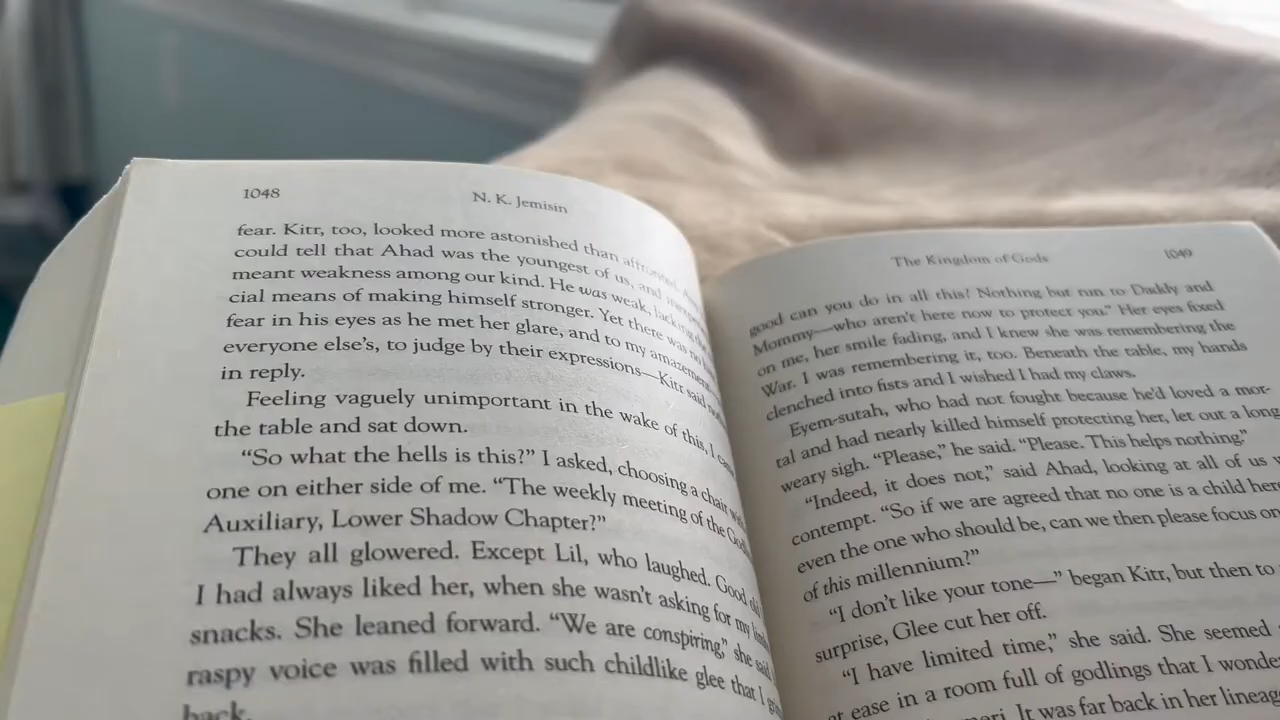 1048
N. K. Jemisin
fear. Kitr, too, looked more astonished than affronted.
could tell that Ahad was the youngest of us, and
meant weakness among our kind. He was weak, lacking
cial means of making himself stronger. Yet there was no
fear in his eyes as he met her glare, and to my amazement
everyone else's, to judge by their expressions—Kitr said
in reply.
Feeling vaguely unimportant in the wake of this, I
the table and sat down.
"So what the hells is this?" I asked, choosing a chair
one on either side of me. "The weekly meeting of the
Auxiliary, Lower Shadow Chapter?"
They all glowered. Except Lil, who laughed. Good
I had always liked her, when she wasn't asking for my
snacks. She leaned forward. "We are conspiring," she said
raspy voice was filled with such childlike glee that I
back.
The Kingdom of Gods
1049
good can you do in all this? Nothing but run to Daddy and
Mommy—who aren't here now to protect you." Her eyes fixed
on me, her smile fading, and I knew she was remembering the
War. I was remembering it, too. Beneath the table, my hands
clenched into fists and I wished I had my claws.
Eyem-sutah, who had not fought because he'd loved a mor-
tal and had nearly killed himself protecting her, let out a long
weary sigh. "Please," he said. "Please. This helps nothing."
"Indeed, it does not," said Ahad, looking at all of us
contempt. "So if we are agreed that no one is a child here
even the one who should be, can we then please focus on
of this millennium?"
"I don't like your tone—" began Kitr, but then to
surprise, Glee cut her off.
"I have limited time," she said. She seemed
at ease in a room full of godlings that I
It was far back in her